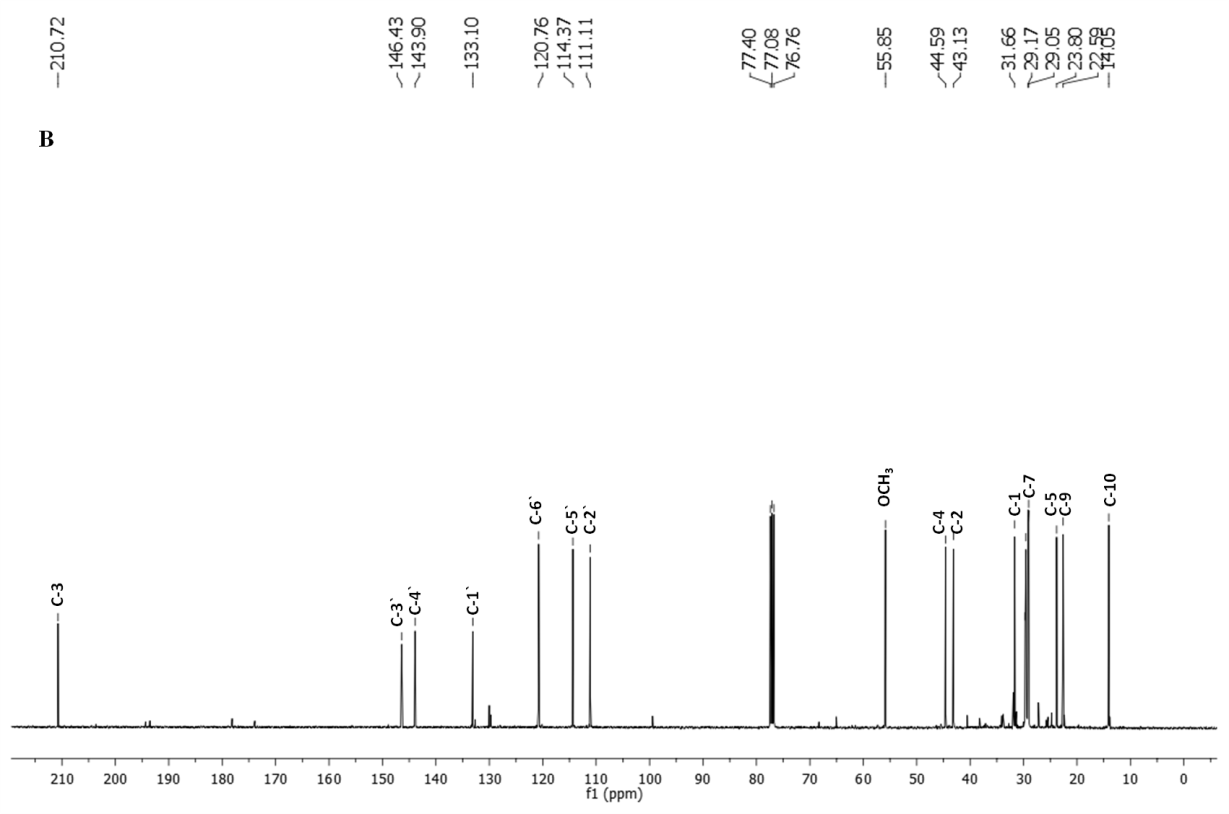 210.72
146.43
143.90
133.10
120.76
114.37
111.11
77.40
77.08
76.76
55.85
44.59
43.13
31.66
29.17
29.05
23.80
22.59
14.05
B
C-3
C-3`
C-4`
C-1`
C-6`
C-5`
C-2`
OCH₃
C-4
C-2
C-1
C-7
C-5
C-9
C-10
210 200 190 180 170 160 150 140 130 120 110 100 90 80 70 60 50 40 30 20 10 0
f1 (ppm)